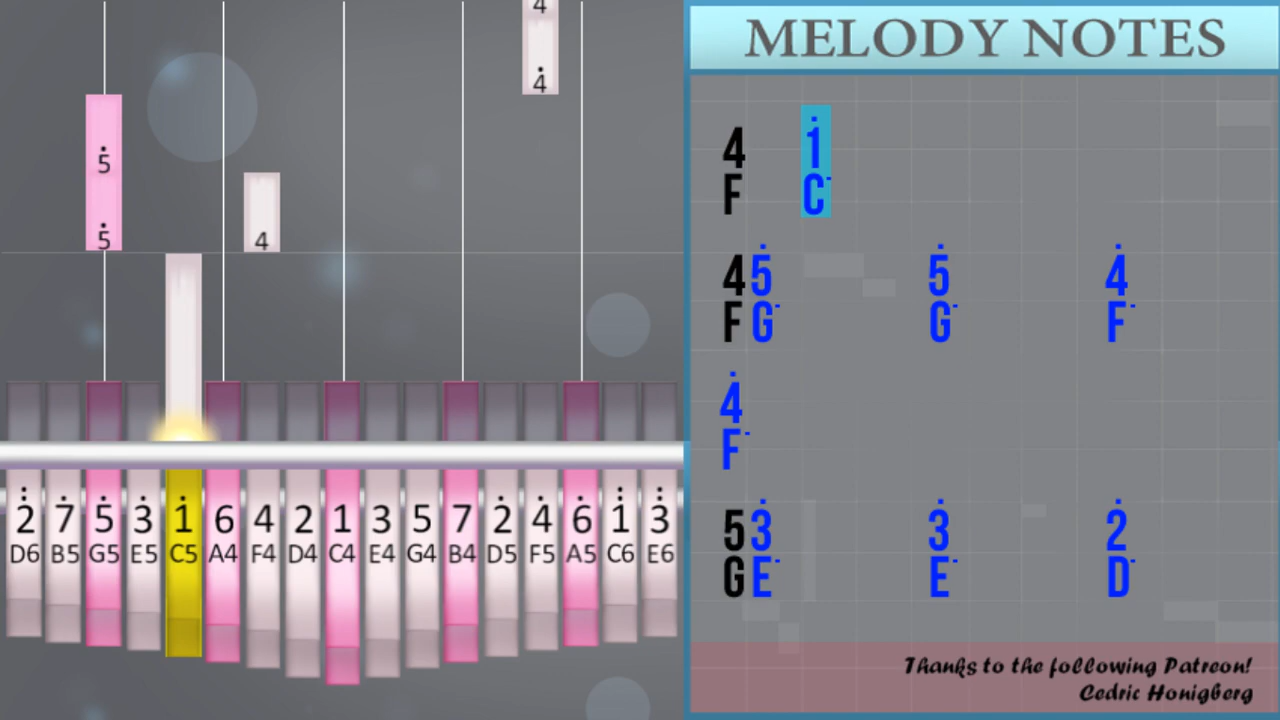 4
4̇
5̇
5̇
4
2̈ 7̇ 5̇ 3̇ 1̇ 6 4 2 1 3 5 7 2̇ 4̇ 6̇ 1̈ 3̈
D6 B5 G5 E5 C5 A4 F4 D4 C4 E4 G4 B4 D5 F5 A5 C6 E6
MELODY NOTES
4 1̇
F C˙
4 5̇ 5̇ 4̇
F G˙ G˙ F˙
4̇
F˙
5 3̇ 3̇ 2̇
G E˙ E˙ D˙
Thanks to the following Patreon!
Cedric Honigberg